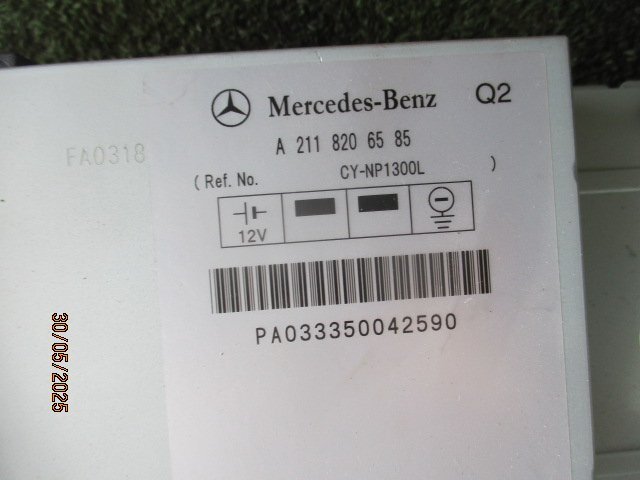 Mercedes-Benz Q2
A 211 820 65 85
FA0318
( Ref. No. CY-NP1300L )
12V
PA033350042590
30/05/2025